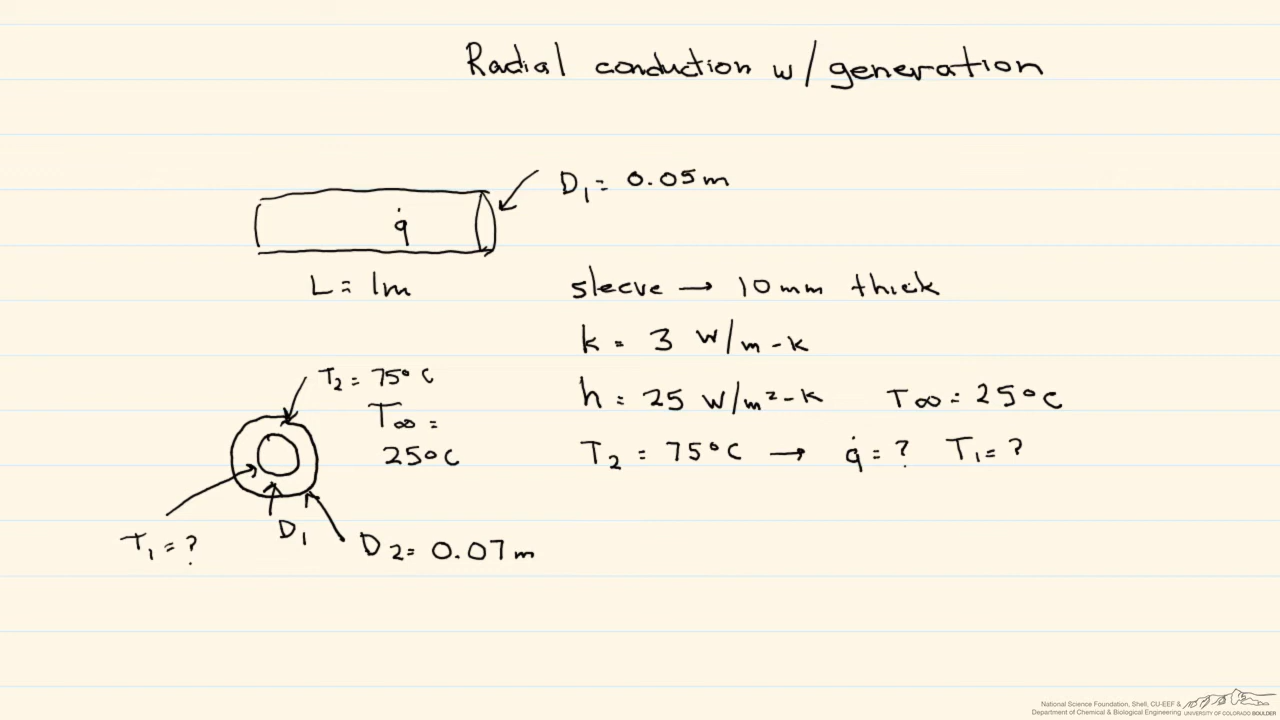 Radial conduction w/generation
D₁ = 0.05m
q̇
L = 1m
sleeve → 10mm thick
k = 3 W/m-k
h = 25 W/m²-k T∞ = 25°C
T₂ = 75°C → q̇ = ? T₁ = ?
T₂ = 75°C
T∞ =
25°C
T₁ = ?
D₁
D₂ = 0.07m
National Science Foundation, Shell, CU-EEF &
Department of Chemical & Biological Engineering UNIVERSITY OF COLORADO BOULDER